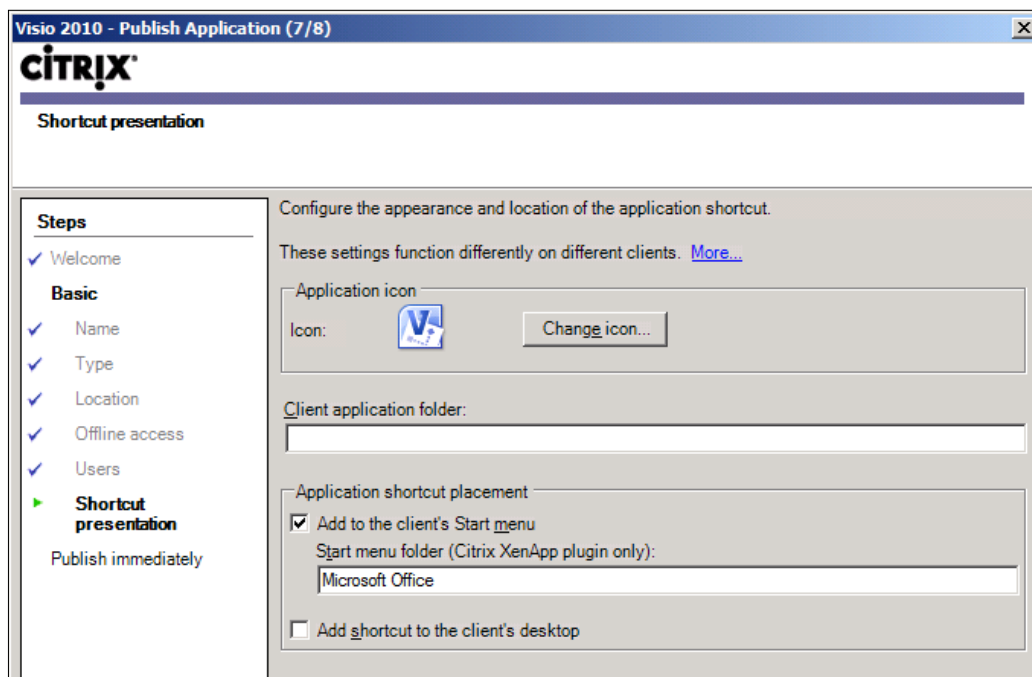 Visio 2010 - Publish Application (7/8)
CİTRIX®
Shortcut presentation
Steps
Welcome
Basic
Name
Type
Location
Offline access
Users
Shortcut
presentation
Publish immediately
Configure the appearance and location of the application shortcut.
These settings function differently on different clients. More...
Application icon
Icon:
Change icon...
Client application folder:
Application shortcut placement
Add to the client's Start menu
Start menu folder (Citrix XenApp plugin only):
Microsoft Office
Add shortcut to the client's desktop